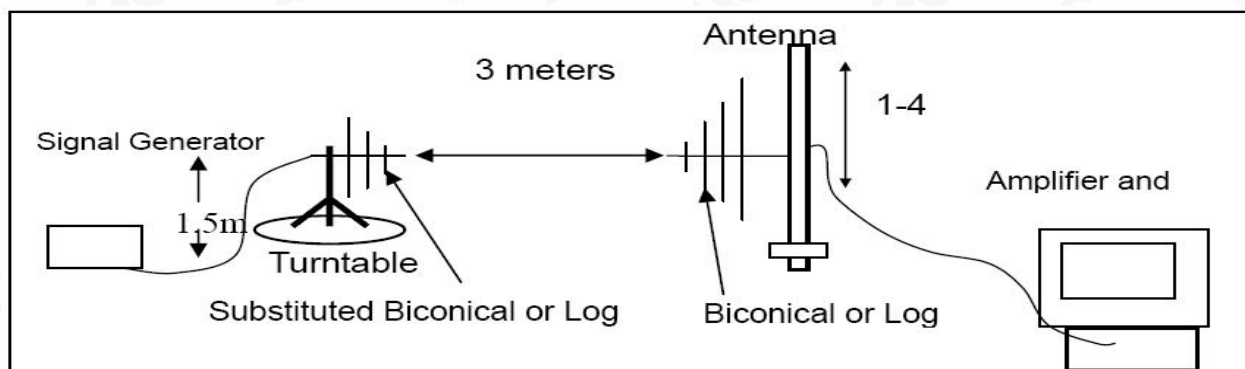 Antenna
3 meters
1-4
Signal Generator
1.5m
Amplifier and
Turntable
Substituted Biconical or Log
Biconical or Log